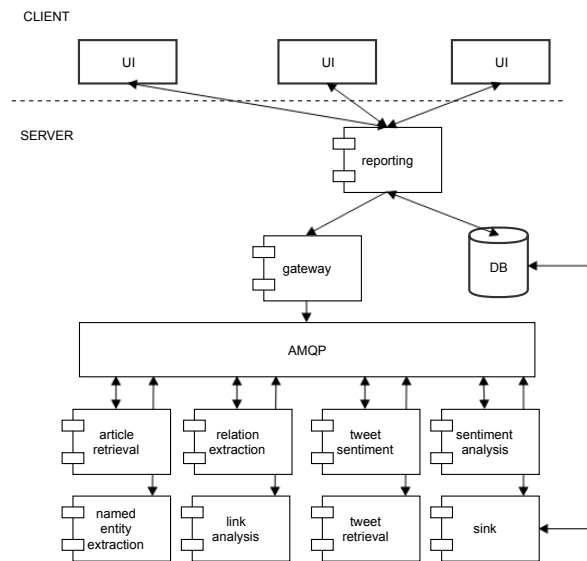 CLIENT
UI
UI
UI
SERVER
reporting
gateway
DB
AMQP
article
retrieval
relation
extraction
tweet
sentiment
sentiment
analysis
named
entity
extraction
link
analysis
tweet
retrieval
sink